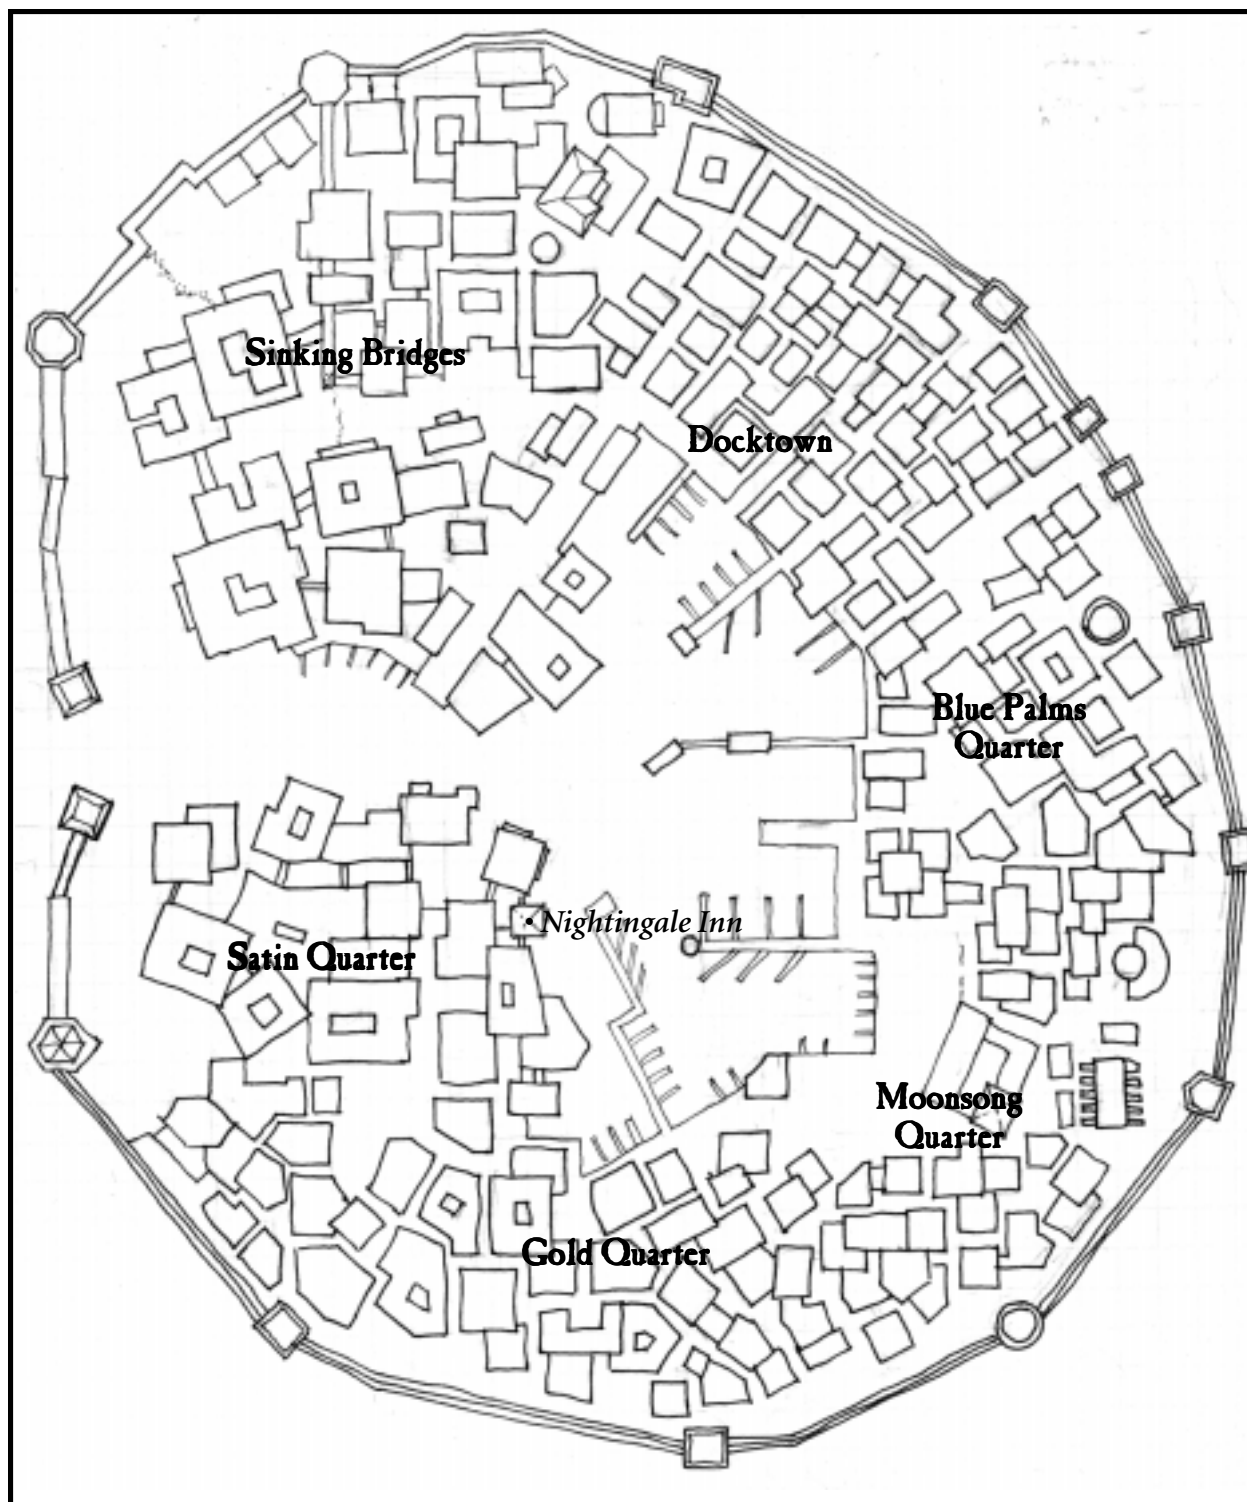 Sinking Bridges
Docktown
Blue Palms
Quarter
Nightingale Inn
Satin Quarter
Moonsong
Quarter
Gold Quarter